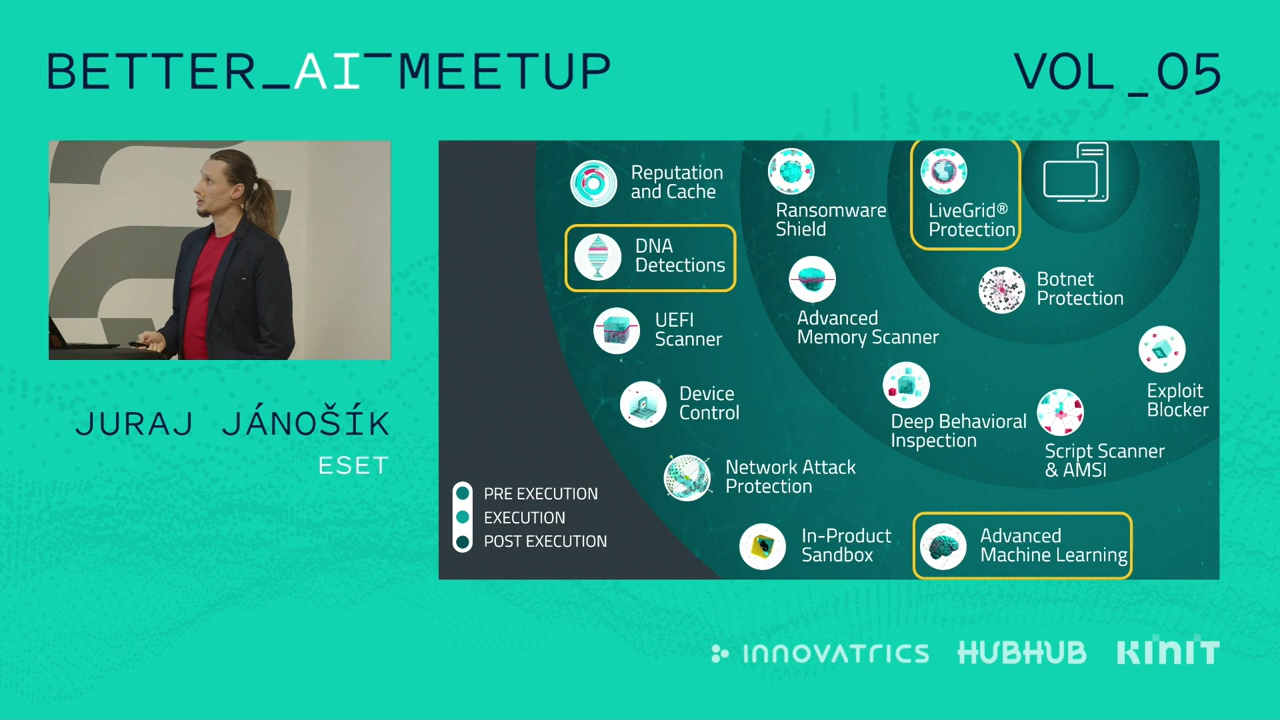 BETTER_AI¯MEETUP
VOL_05
JURAJ JÁNOŠÍK
ESET
Reputation
and Cache
DNA
Detections
UEFI
Scanner
Device
Control
Network Attack
Protection
In-Product
Sandbox
Ransomware
Shield
Advanced
Memory Scanner
Deep Behavioral
Inspection
Advanced
Machine Learning
LiveGrid®
Protection
Botnet
Protection
Script Scanner
& AMSI
Exploit
Blocker
PRE EXECUTION
EXECUTION
POST EXECUTION
INNOVATRICS HUBHUB KINIT